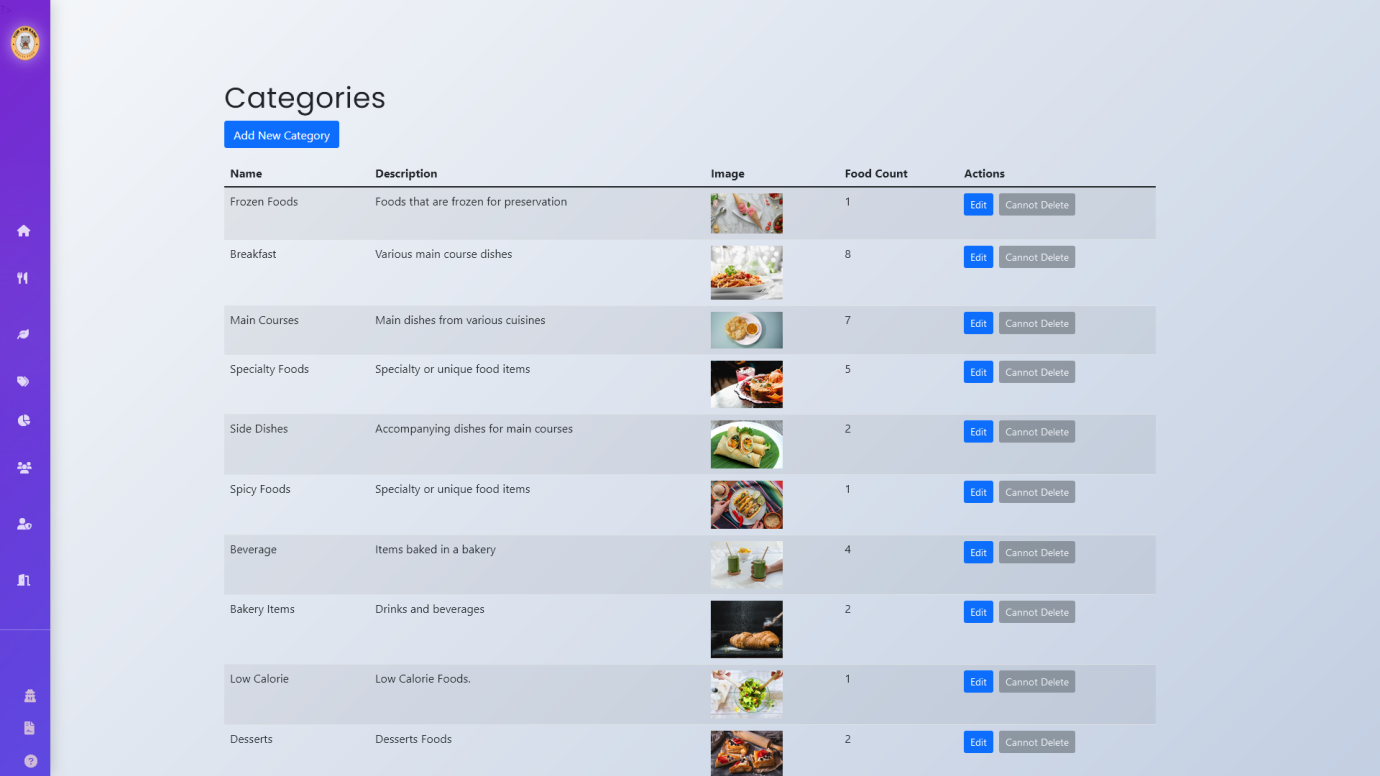 Categories
Add New Category
Name Description Image Food Count Actions
Frozen Foods Foods that are frozen for preservation 1 Edit Cannot Delete
Breakfast Various main course dishes 8 Edit Cannot Delete
Main Courses Main dishes from various cuisines 7 Edit Cannot Delete
Specialty Foods Specialty or unique food items 5 Edit Cannot Delete
Side Dishes Accompanying dishes for main courses 2 Edit Cannot Delete
Spicy Foods Specialty or unique food items 1 Edit Cannot Delete
Beverage Items baked in a bakery 4 Edit Cannot Delete
Bakery Items Drinks and beverages 2 Edit Cannot Delete
Low Calorie Low Calorie Foods. 1 Edit Cannot Delete
Desserts Desserts Foods 2 Edit Cannot Delete